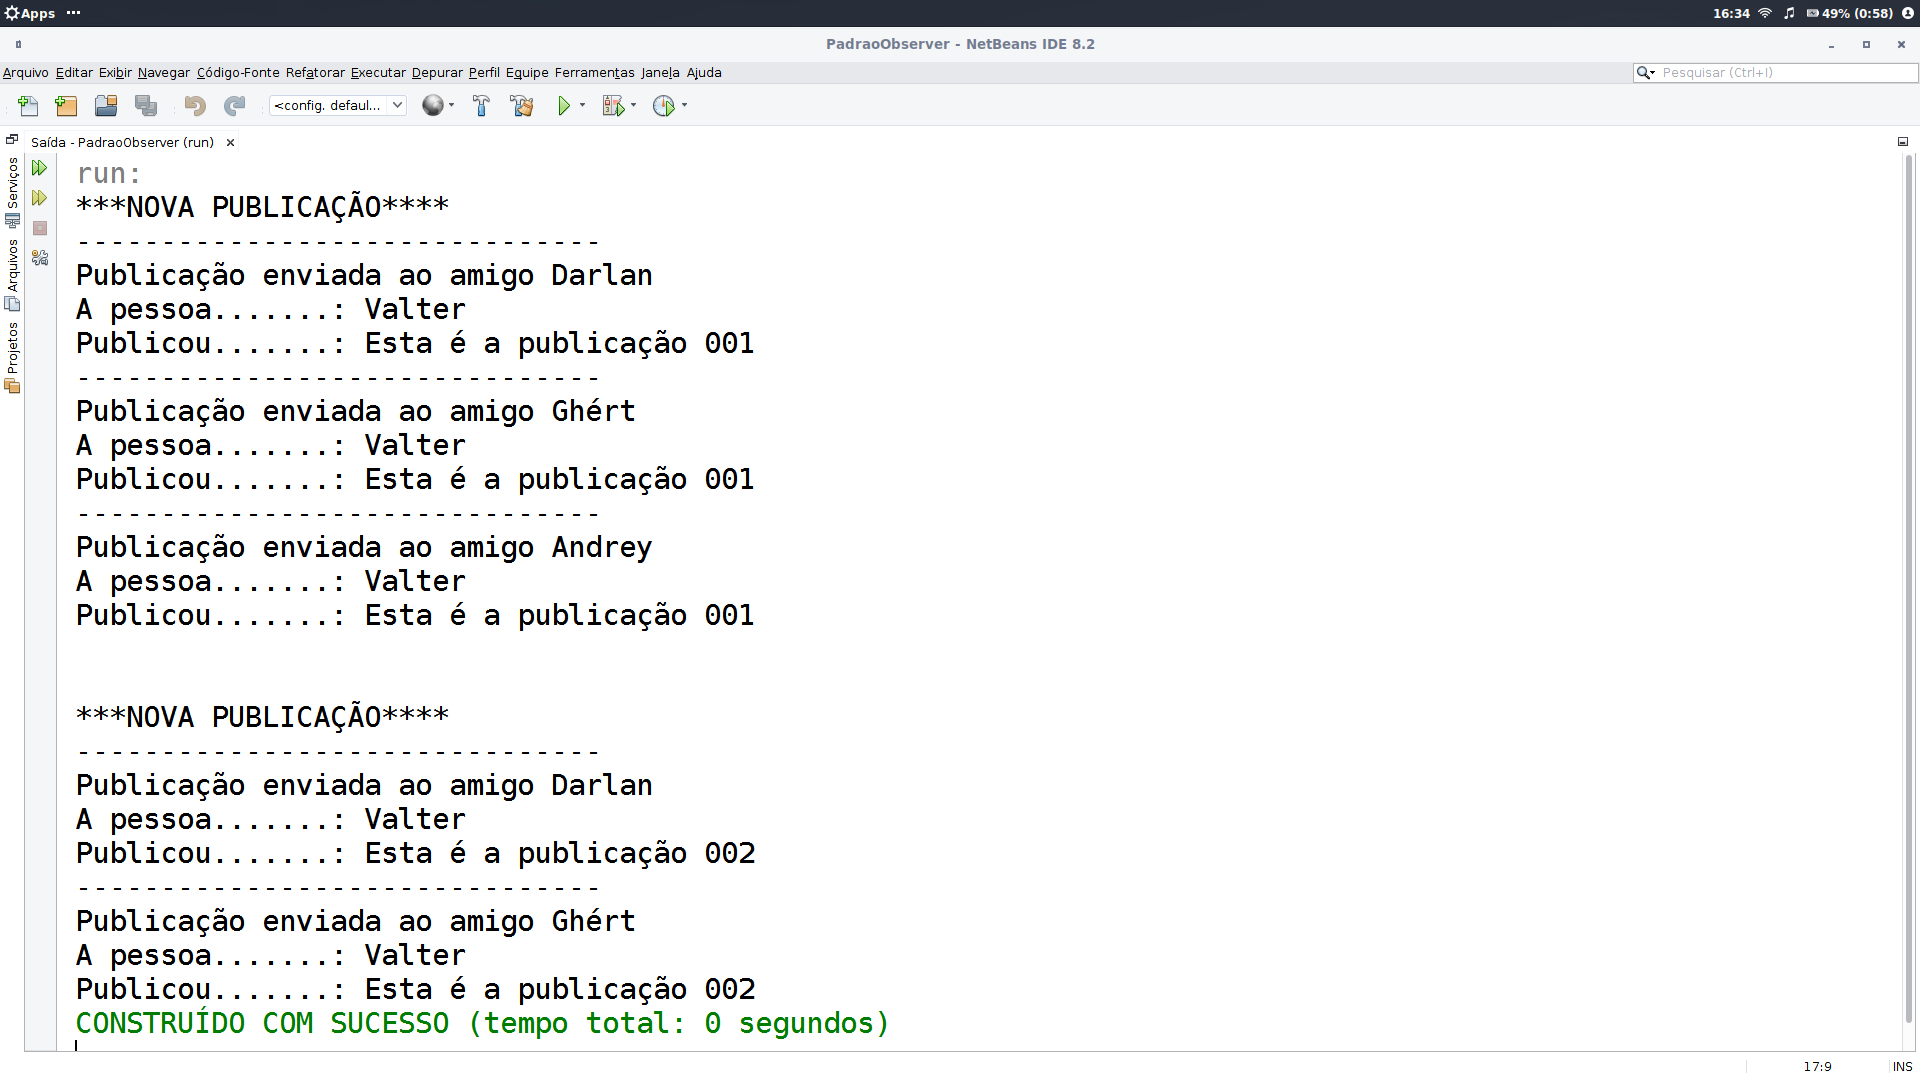 Apps ••• 16:34 49% (0:58)
PadraoObserver - NetBeans IDE 8.2
Arquivo Editar Exibir Navegar Código-Fonte Refatorar Executar Depurar Perfil Equipe Ferramentas Janela Ajuda Pesquisar (Ctrl+I)
<config. defaul...
Saída - PadraoObserver (run)
Serviços
Arquivos
Projetos
run:
***NOVA PUBLICAÇÃO****
-------------------------------
Publicação enviada ao amigo Darlan
A pessoa.......: Valter
Publicou.......: Esta é a publicação 001
-------------------------------
Publicação enviada ao amigo Ghért
A pessoa.......: Valter
Publicou.......: Esta é a publicação 001
-------------------------------
Publicação enviada ao amigo Andrey
A pessoa.......: Valter
Publicou.......: Esta é a publicação 001
***NOVA PUBLICAÇÃO****
-------------------------------
Publicação enviada ao amigo Darlan
A pessoa.......: Valter
Publicou.......: Esta é a publicação 002
-------------------------------
Publicação enviada ao amigo Ghért
A pessoa.......: Valter
Publicou.......: Esta é a publicação 002
CONSTRUÍDO COM SUCESSO (tempo total: 0 segundos)
17:9 INS